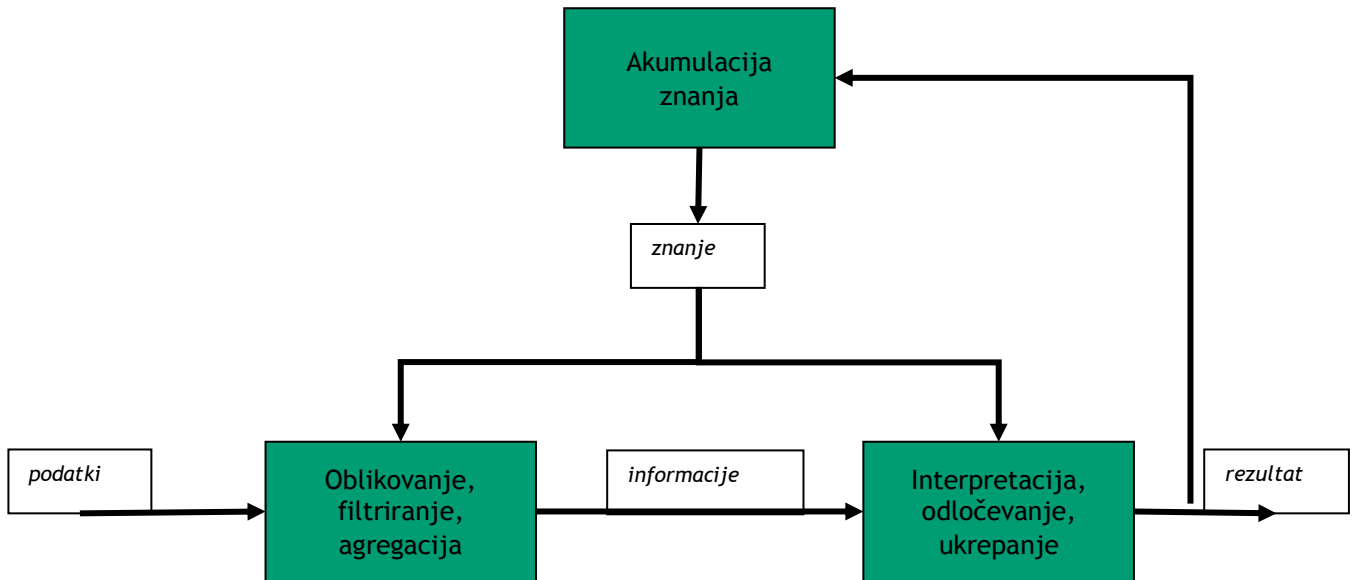 Akumulacija
znanja
znanje
podatki
Oblikovanje,
filtriranje,
agregacija
informacije
Interpretacija,
odločevanje,
ukrepanje
rezultat